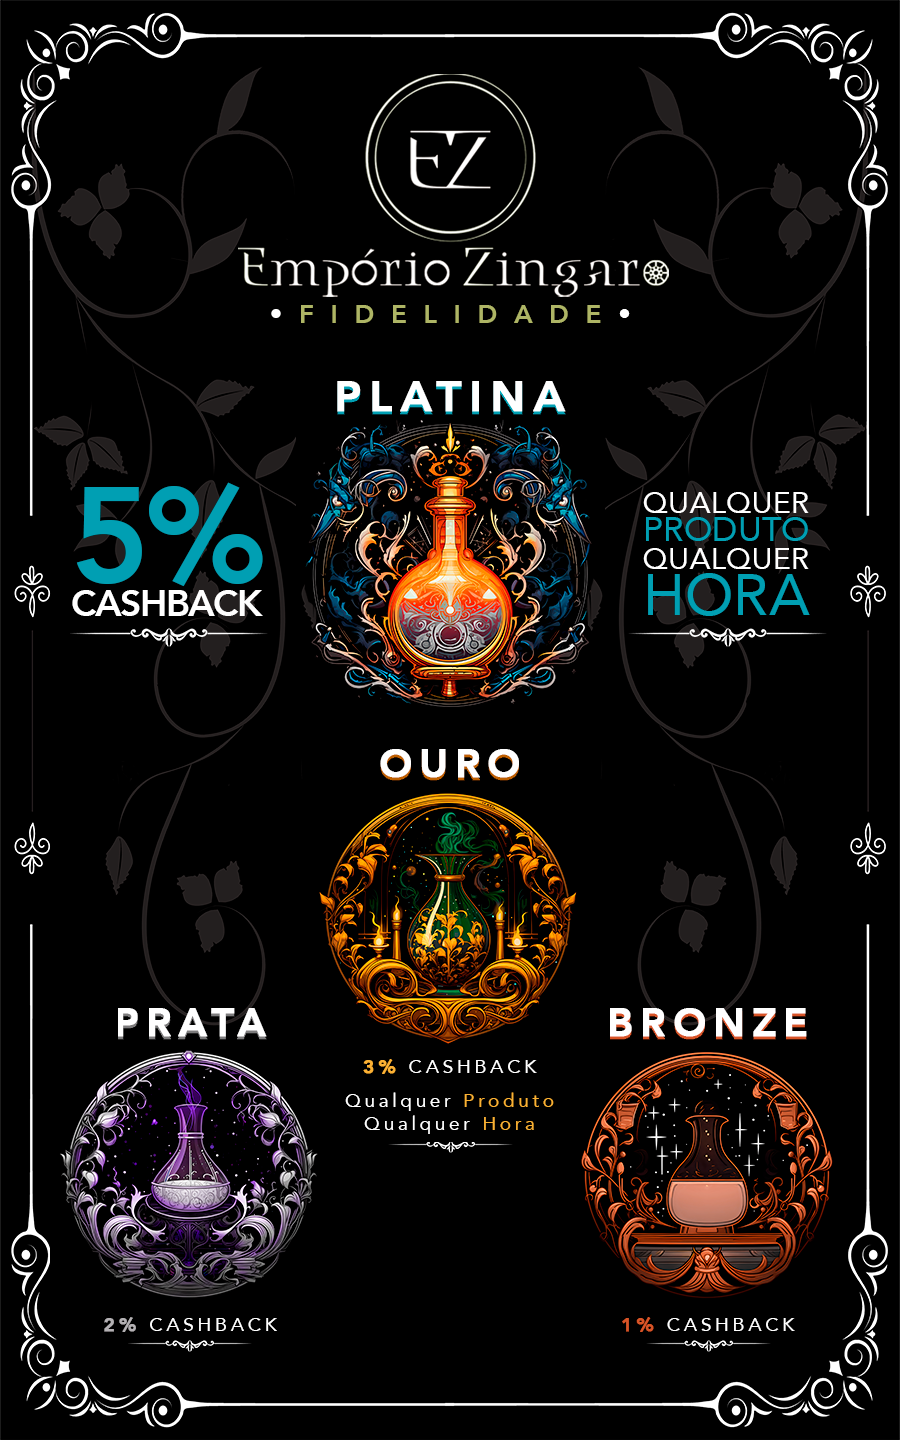 EZ
Empório Zingaro
• FIDELIDADE •
PLATINA
5%
CASHBACK
QUALQUER
PRODUTO
QUALQUER
HORA
OURO
3% CASHBACK
Qualquer Produto
Qualquer Hora
PRATA
2% CASHBACK
BRONZE
1% CASHBACK